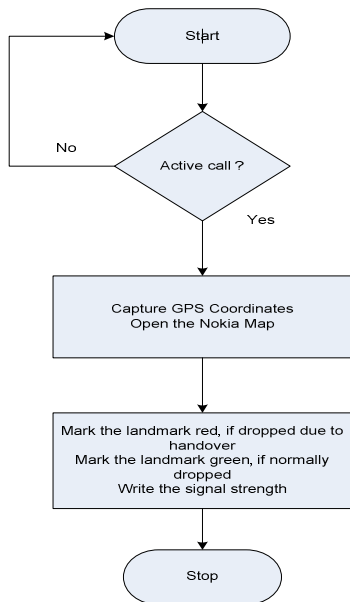 Start
Active call ?
No
Yes
Capture GPS Coordinates
Open the Nokia Map
Mark the landmark red, if dropped due to
handover
Mark the landmark green, if normally
dropped
Write the signal strength
Stop